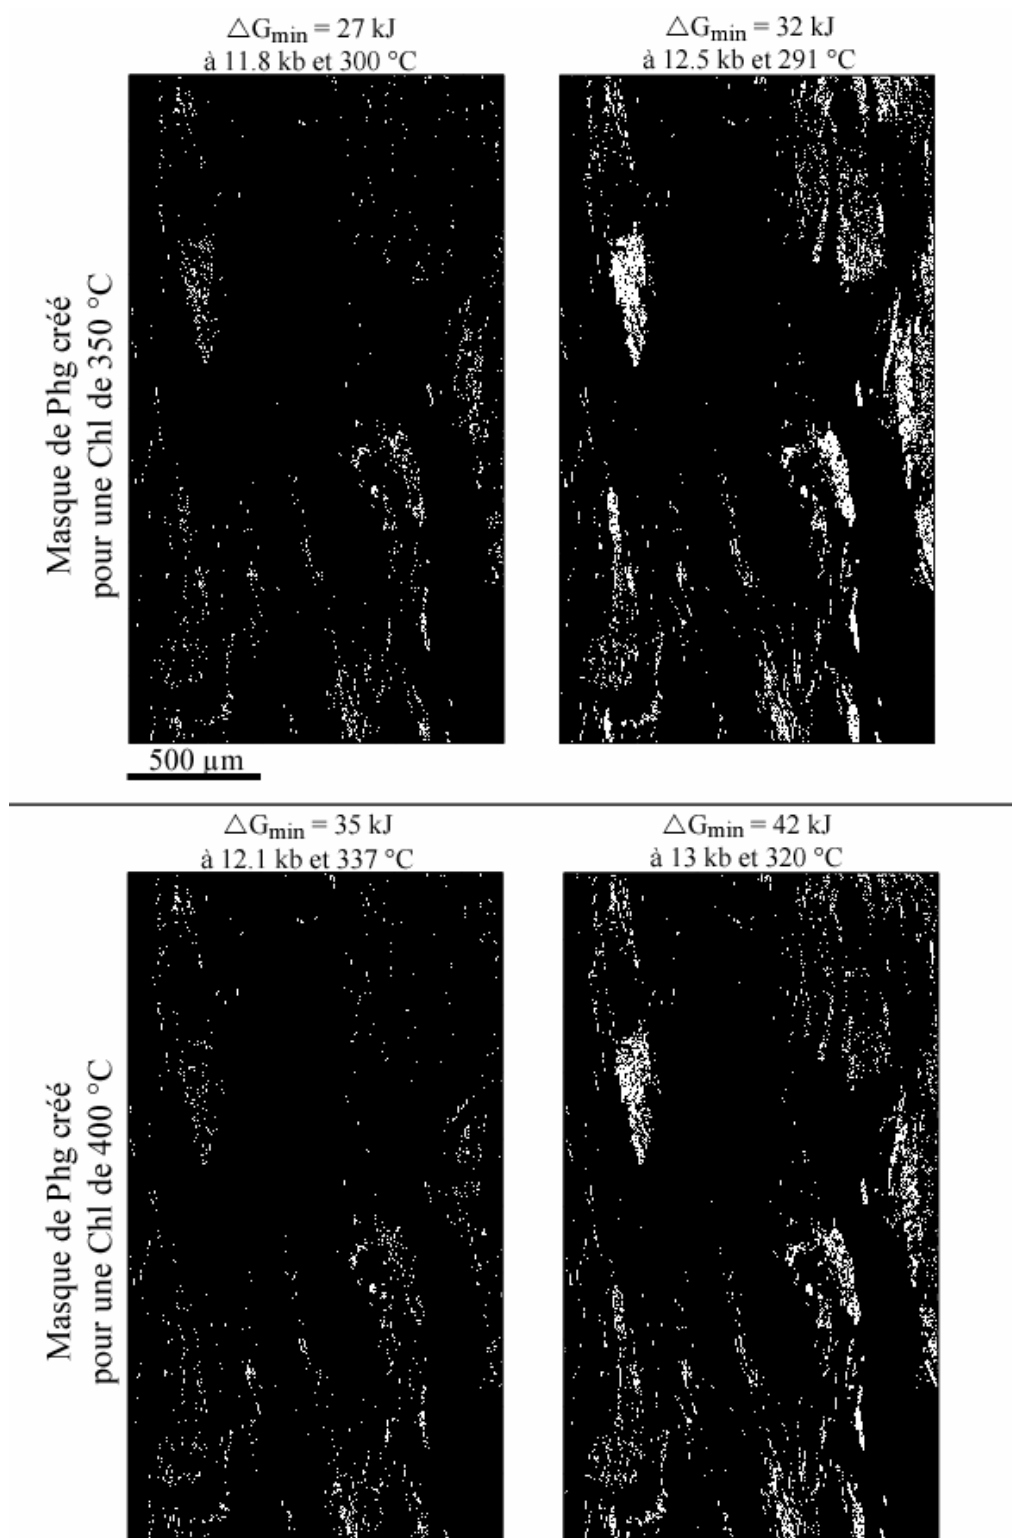 △Gmin = 27 kJ
à 11.8 kb et 300 °C
△Gmin = 32 kJ
à 12.5 kb et 291 °C
Masque de Phg créé
pour une Chl de 350 °C
500 µm
△Gmin = 35 kJ
à 12.1 kb et 337 °C
△Gmin = 42 kJ
à 13 kb et 320 °C
Masque de Phg créé
pour une Chl de 400 °C